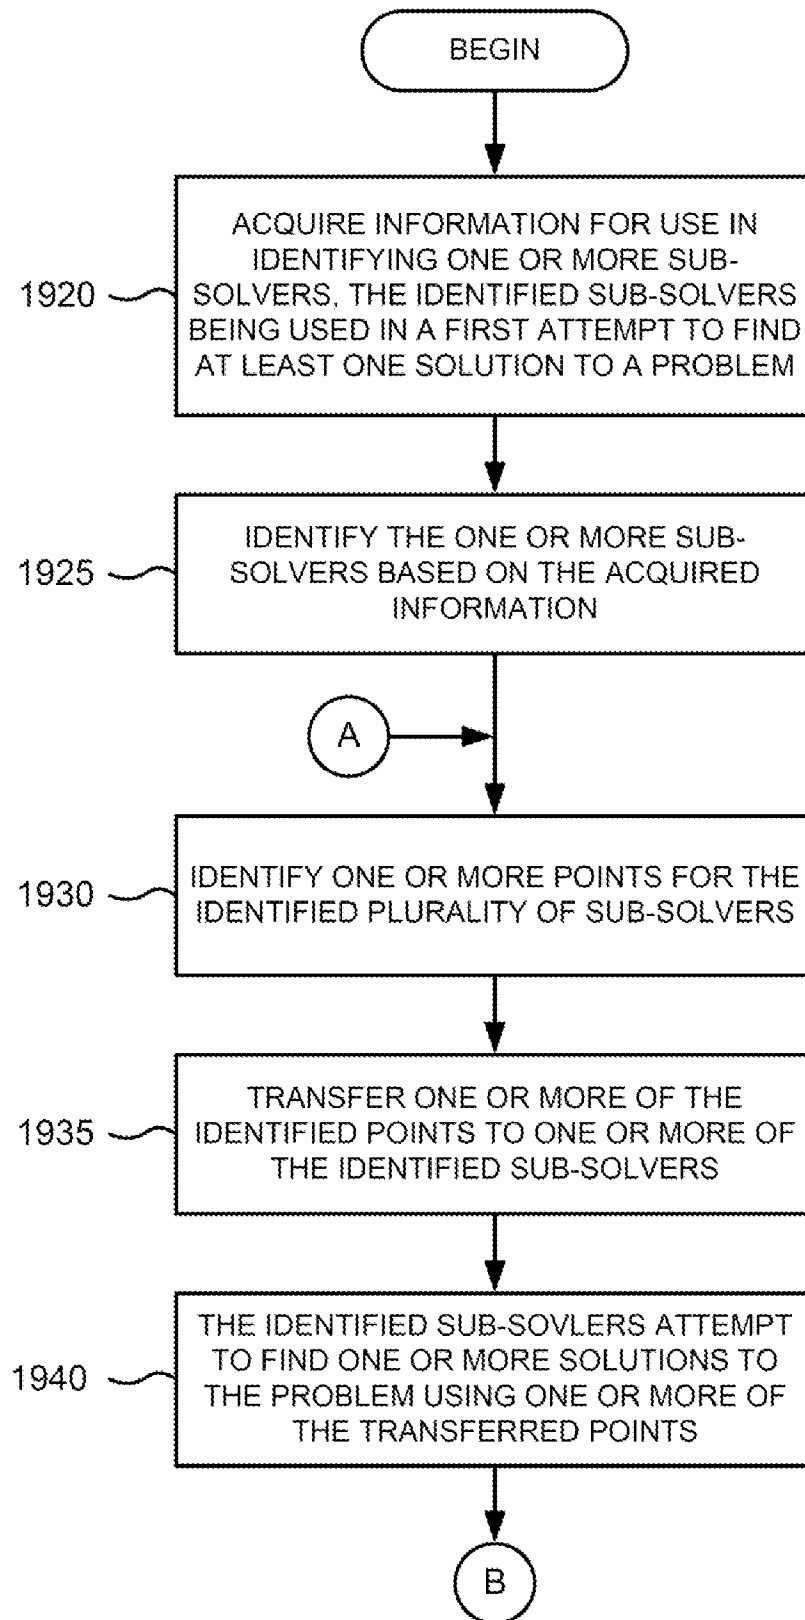 BEGIN
1920
ACQUIRE INFORMATION FOR USE IN
IDENTIFYING ONE OR MORE SUB-
SOLVERS, THE IDENTIFIED SUB-SOLVERS
BEING USED IN A FIRST ATTEMPT TO FIND
AT LEAST ONE SOLUTION TO A PROBLEM
1925
IDENTIFY THE ONE OR MORE SUB-
SOLVERS BASED ON THE ACQUIRED
INFORMATION
A
1930
IDENTIFY ONE OR MORE POINTS FOR THE
IDENTIFIED PLURALITY OF SUB-SOLVERS
1935
TRANSFER ONE OR MORE OF THE
IDENTIFIED POINTS TO ONE OR MORE OF
THE IDENTIFIED SUB-SOLVERS
1940
THE IDENTIFIED SUB-SOVLERS ATTEMPT
TO FIND ONE OR MORE SOLUTIONS TO
THE PROBLEM USING ONE OR MORE OF
THE TRANSFERRED POINTS
B